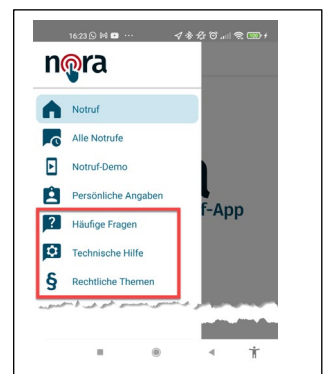 16:23
nora
Notruf
Alle Notrufe
Notruf-Demo
Persönliche Angaben
f-App
Häufige Fragen
Technische Hilfe
§ Rechtliche Themen